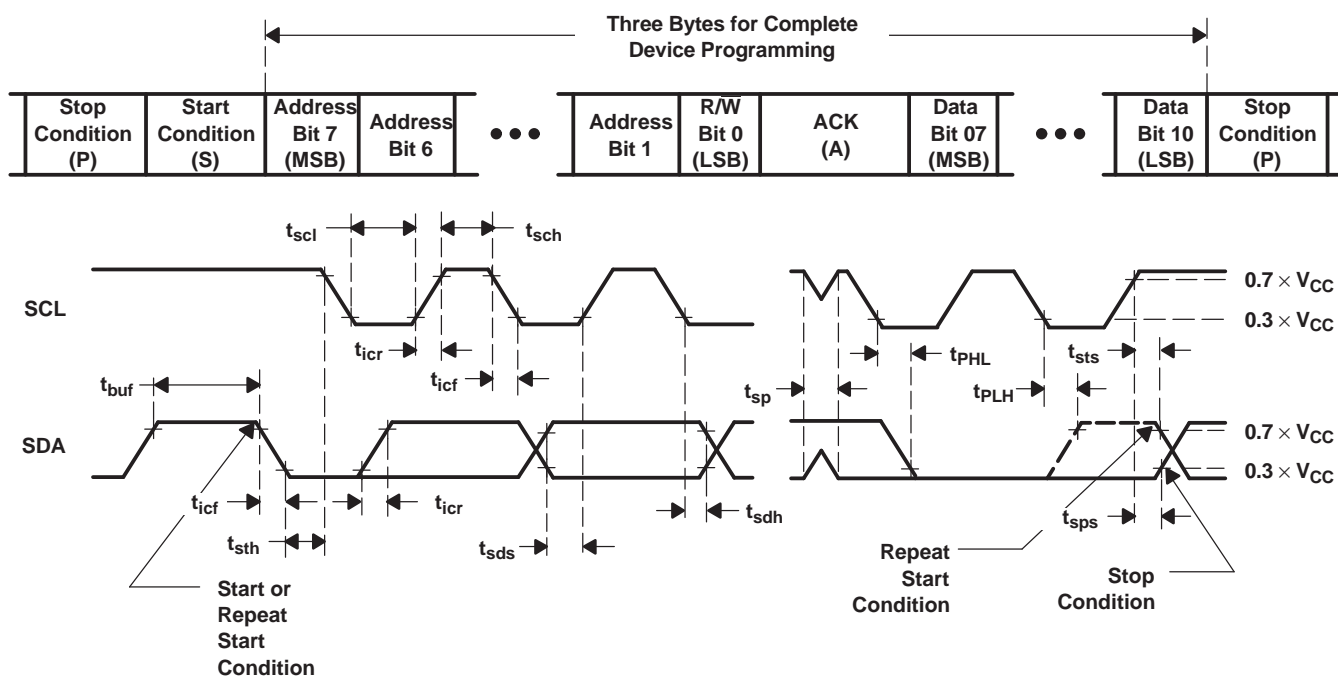 Three Bytes for Complete
Device Programming
Stop
Condition
(P)
Start
Condition
(S)
Address
Bit 7
(MSB)
Address
Bit 6
•••
Address
Bit 1
R/W̅
Bit 0
(LSB)
ACK
(A)
Data
Bit 07
(MSB)
•••
Data
Bit 10
(LSB)
Stop
Condition
(P)
tscl
tsch
SCL
0.7 × VCC
0.3 × VCC
ticr
tPHL
tsts
tbuf
ticf
tsp
tPLH
SDA
0.7 × VCC
0.3 × VCC
ticf
ticr
tsdh
tsps
tsth
tsds
Start or
Repeat
Start
Condition
Repeat
Start
Condition
Stop
Condition